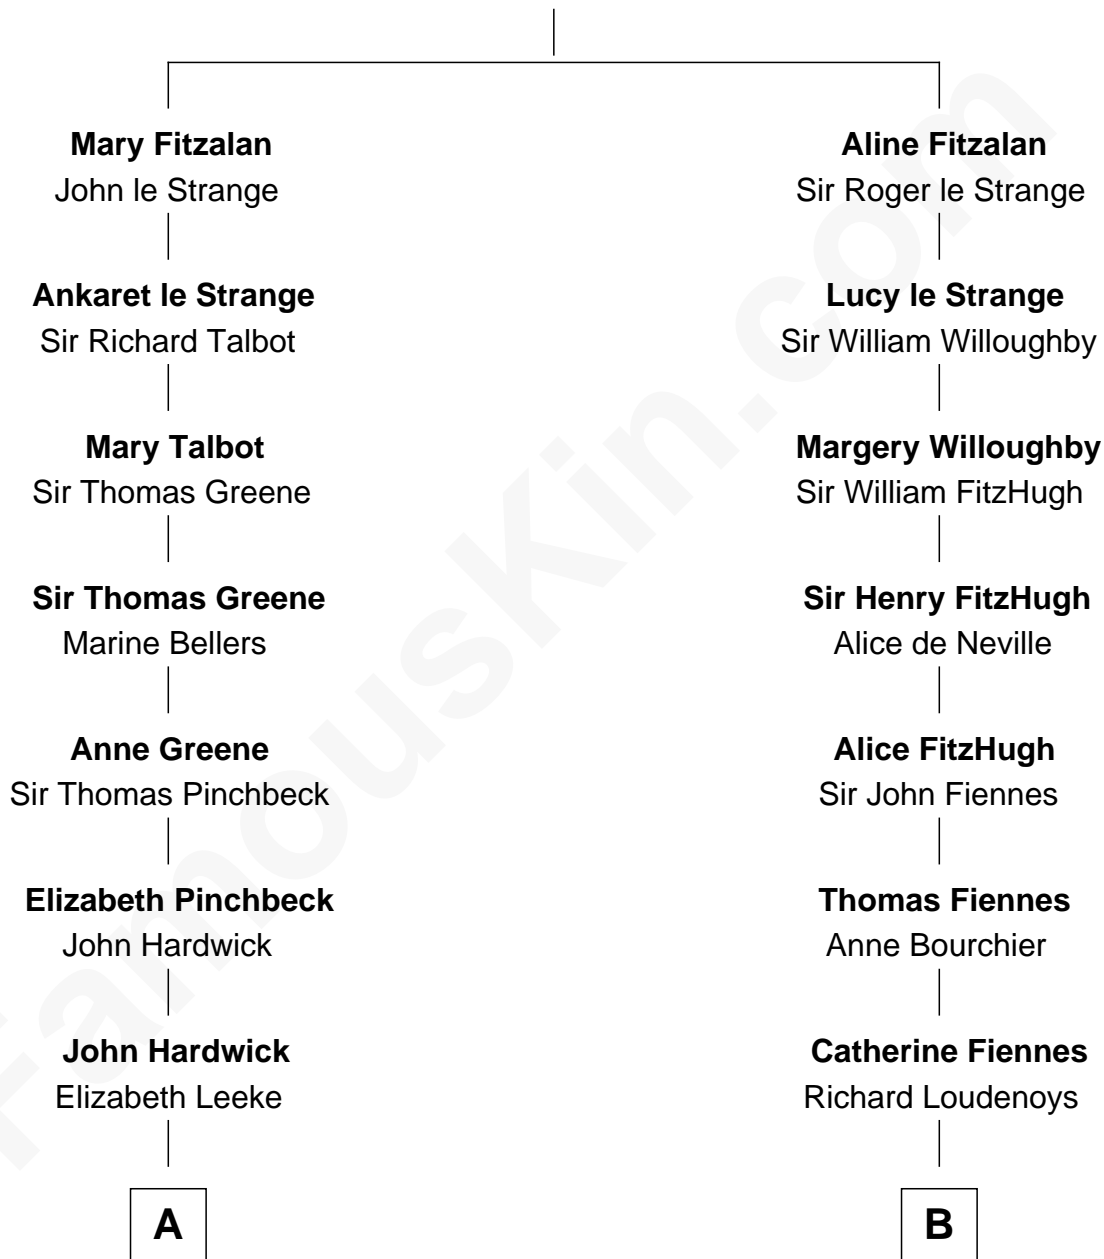 Mary Fitzalan
John le Strange
Ankaret le Strange
Sir Richard Talbot
Mary Talbot
Sir Thomas Greene
Sir Thomas Greene
Marine Bellers
Anne Greene
Sir Thomas Pinchbeck
Elizabeth Pinchbeck
John Hardwick
John Hardwick
Elizabeth Leeke
A
Aline Fitzalan
Sir Roger le Strange
Lucy le Strange
Sir William Willoughby
Margery Willoughby
Sir William FitzHugh
Sir Henry FitzHugh
Alice de Neville
Alice FitzHugh
Sir John Fiennes
Thomas Fiennes
Anne Bourchier
Catherine Fiennes
Richard Loudenoys
B
FamousKin.com